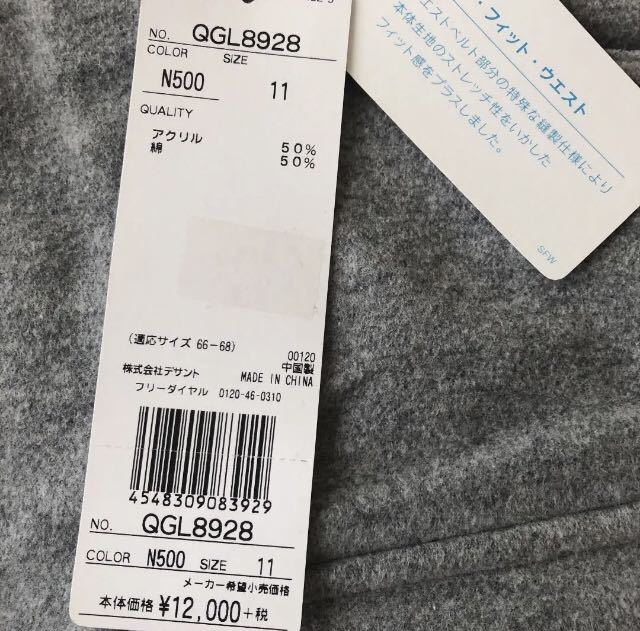 NO. QGL8928
COLOR SIZE
N500 11
QUALITY
アクリル 50%
綿 50%
(適応サイズ 66-68)
00120
株式会社デサント 中国製
MADE IN CHINA
フリーダイヤル 0120-46-0310
4548309083929
NO. QGL8928
COLOR N500 SIZE 11
メーカー希望小売価格
本体価格 ¥12,000+税
・フィット・ウエスト
エストベルト部分の特殊な縫製仕様により
本体生地のストレッチ性をいかした
フィット感をプラスしました。
SFW